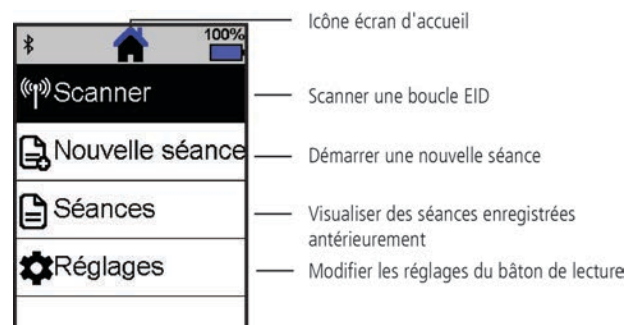 Icône écran d'accueil
100%
Scanner
Scanner une boucle EID
Nouvelle séance
Démarrer une nouvelle séance
Séances
Visualiser des séances enregistrées
antérieurement
Réglages
Modifier les réglages du bâton de lecture